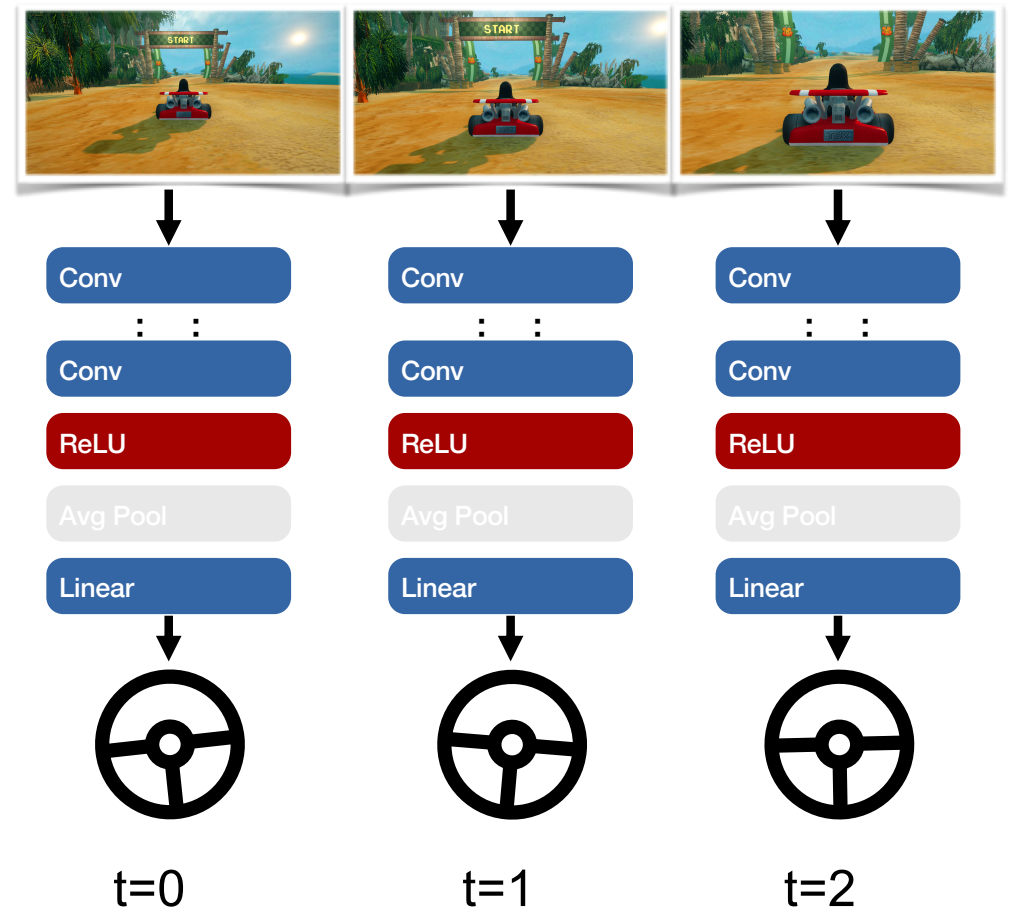 START
START
Conv
Conv
Conv
: :
: :
: :
Conv
Conv
Conv
ReLU
ReLU
ReLU
Avg Pool
Avg Pool
Avg Pool
Linear
Linear
Linear
t=0
t=1
t=2